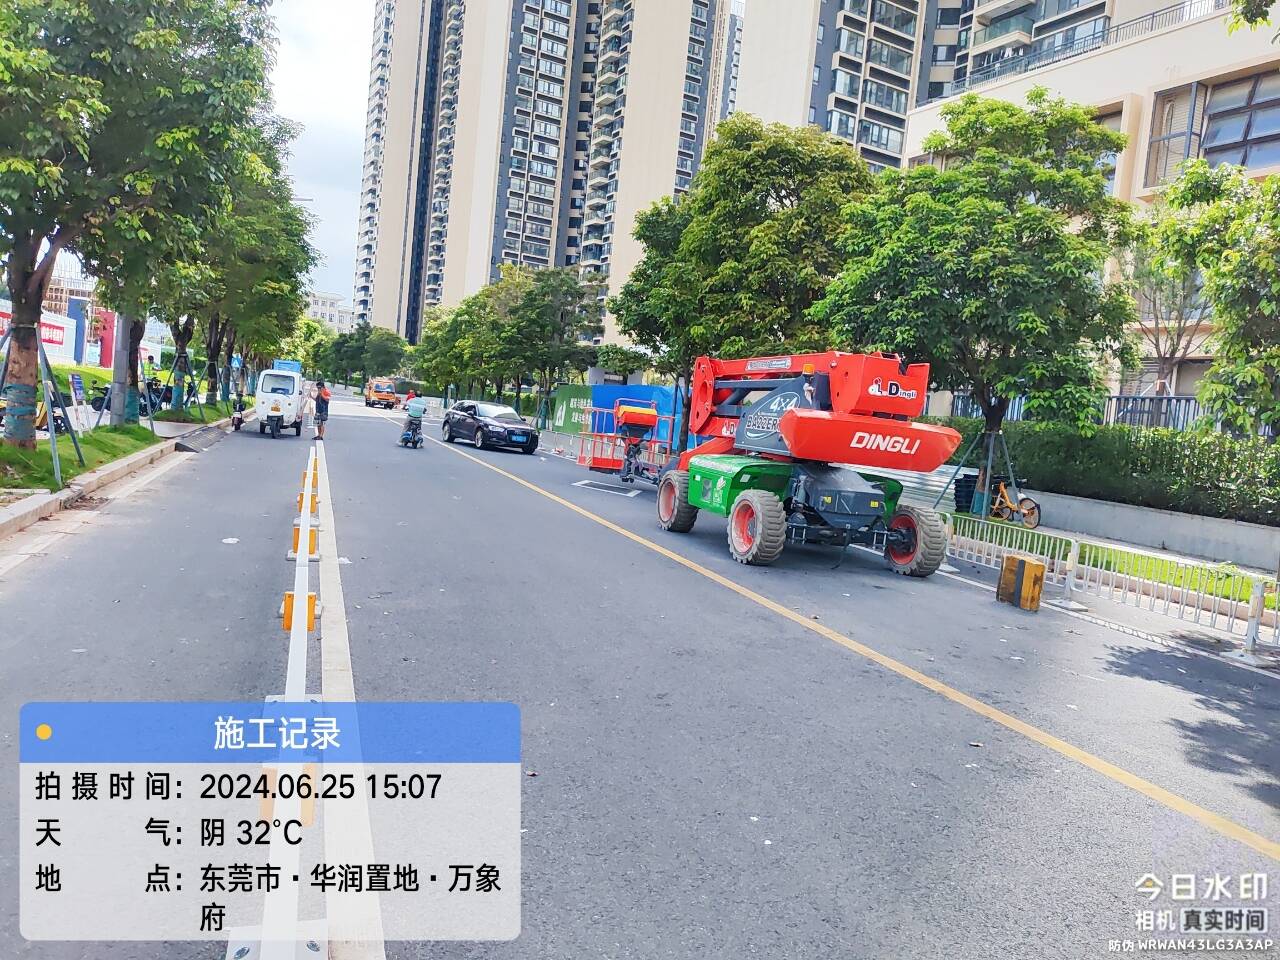 Dingli
4×4
DINGLI
施工记录
拍摄时间：2024.06.25 15:07
天气：阴 32°C
地点：东莞市·华润置地·万象
府
今日水印
相机 真实时间
防伪 WRWAN43LG3A3AP